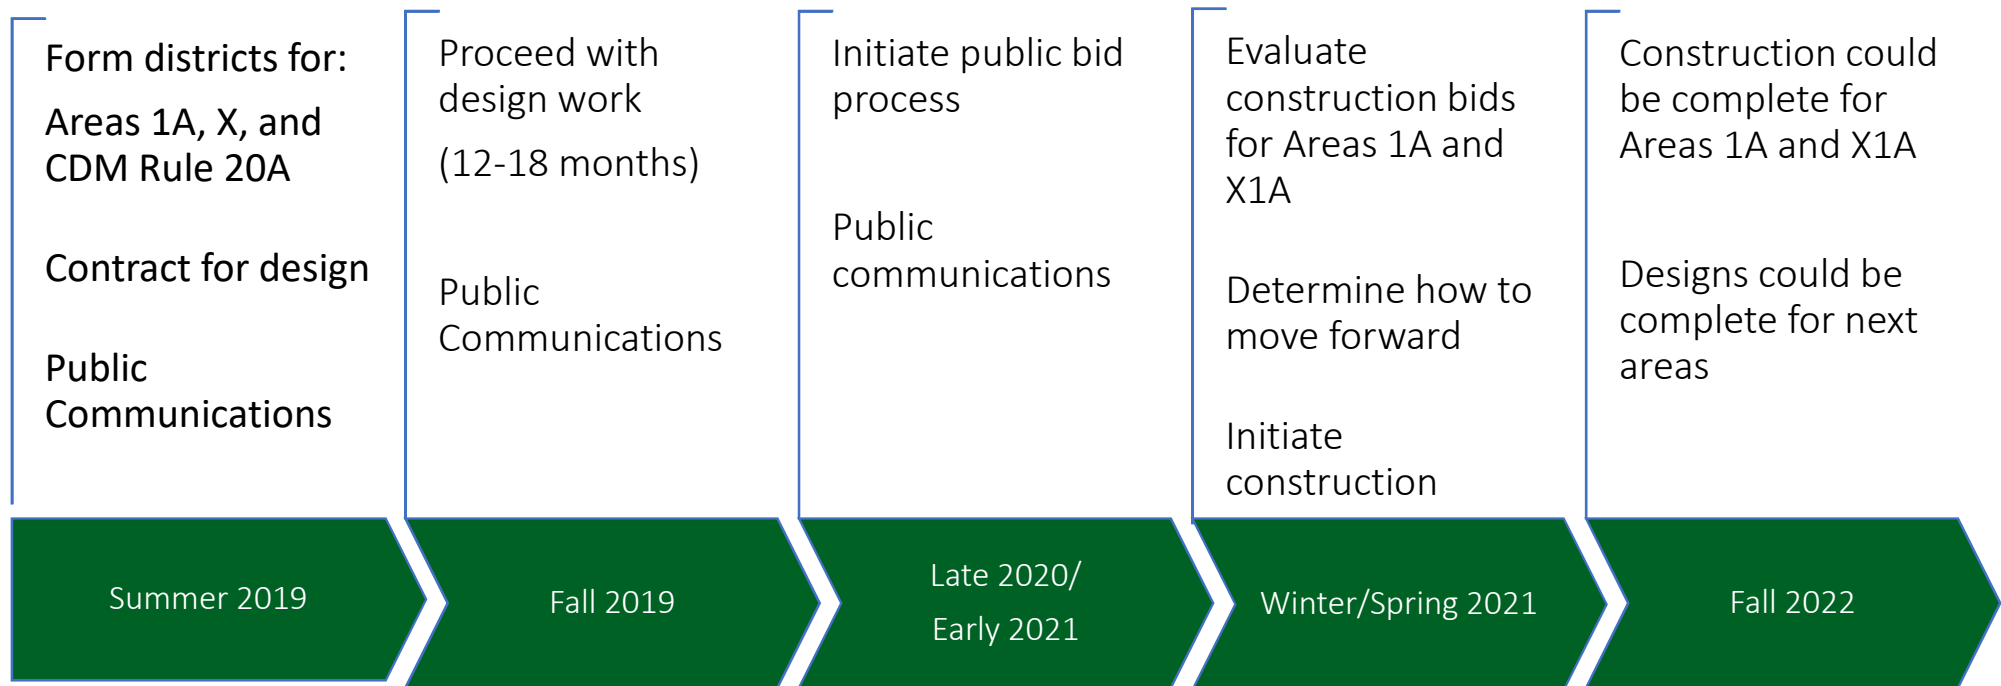 Form districts for:
Areas 1A, X, and
CDM Rule 20A
Contract for design
Public
Communications
Summer 2019
Proceed with
design work
(12-18 months)
Public
Communications
Fall 2019
Initiate public bid
process
Public
communications
Late 2020/
Early 2021
Evaluate
construction bids
for Areas 1A and
X1A
Determine how to
move forward
Initiate
construction
Winter/Spring 2021
Construction could
be complete for
Areas 1A and X1A
Designs could be
complete for next
areas
Fall 2022